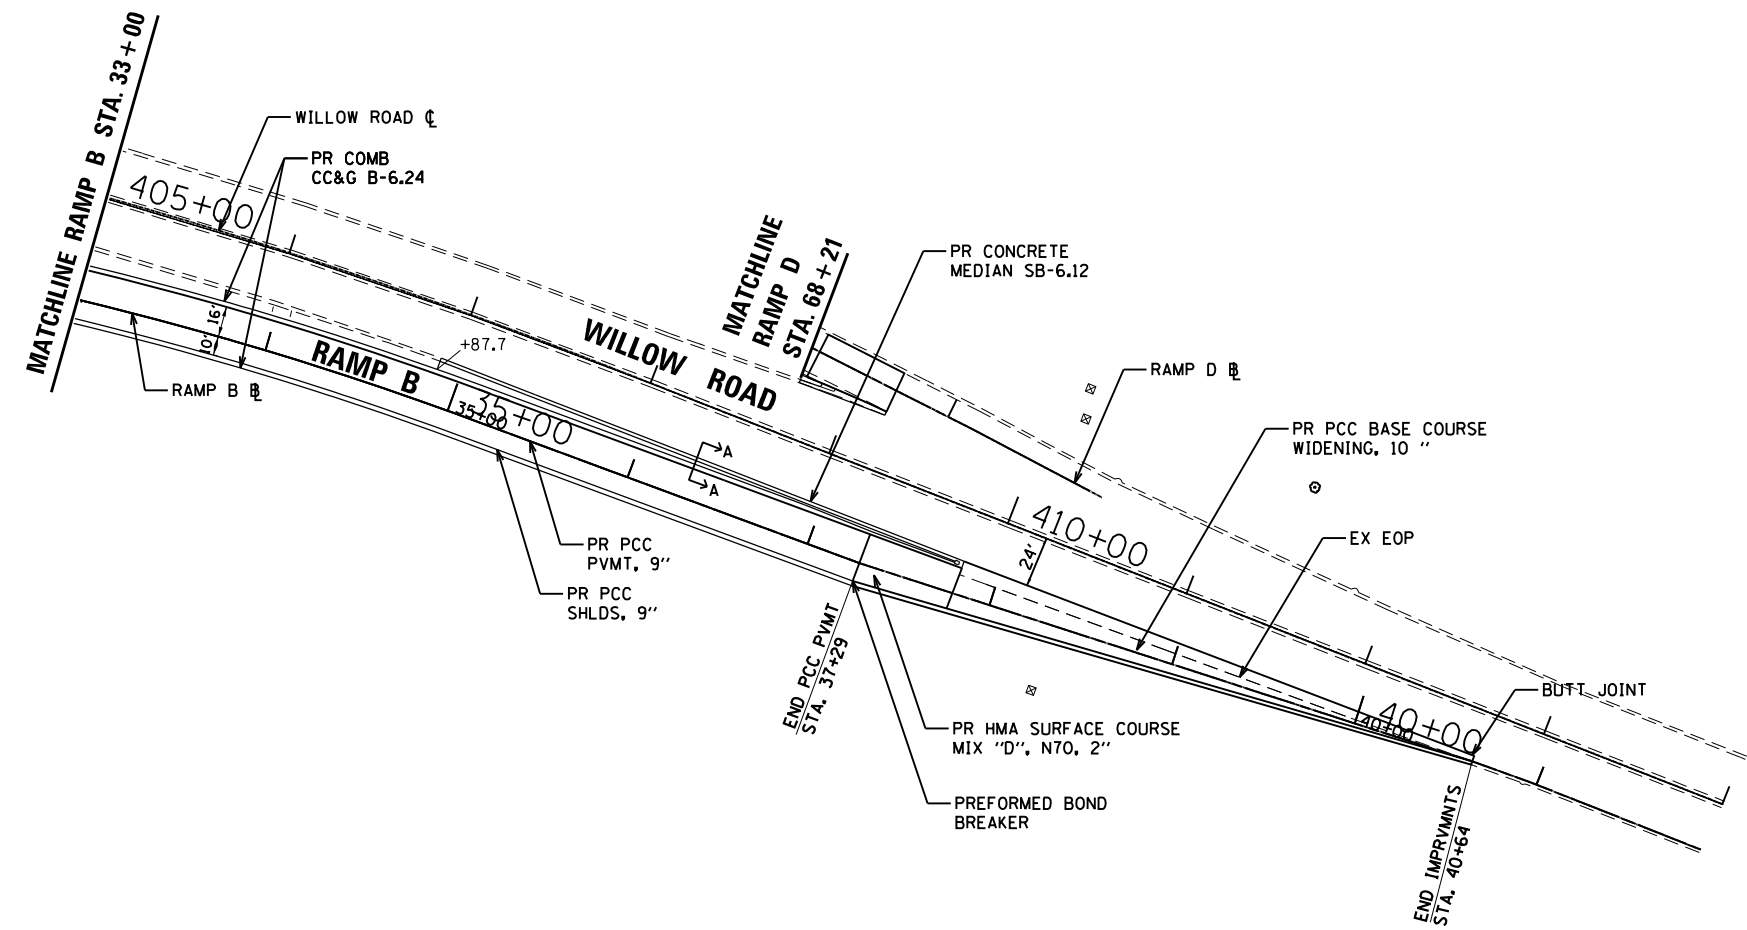 MATCHLINE RAMP B STA. 33+00
WILLOW ROAD ℄
PR COMB
CC&G B-6.24
405+00
16'
10'
RAMP B
RAMP B ⅊
+87.7
35+00
35+00
WILLOW ROAD
MATCHLINE
RAMP D
STA. 68+21
PR CONCRETE
MEDIAN SB-6.12
A
A
RAMP D ⅊
PR PCC BASE COURSE
WIDENING, 10 "
410+00
24'
EX EOP
PR PCC
PVMT, 9"
PR PCC
SHLDS, 9"
END PCC PVMT
STA. 37+29
PR HMA SURFACE COURSE
MIX "D", N70, 2"
PREFORMED BOND
BREAKER
BUTT JOINT
40+00
40+00
END IMPRVMNTS
STA. 40+64